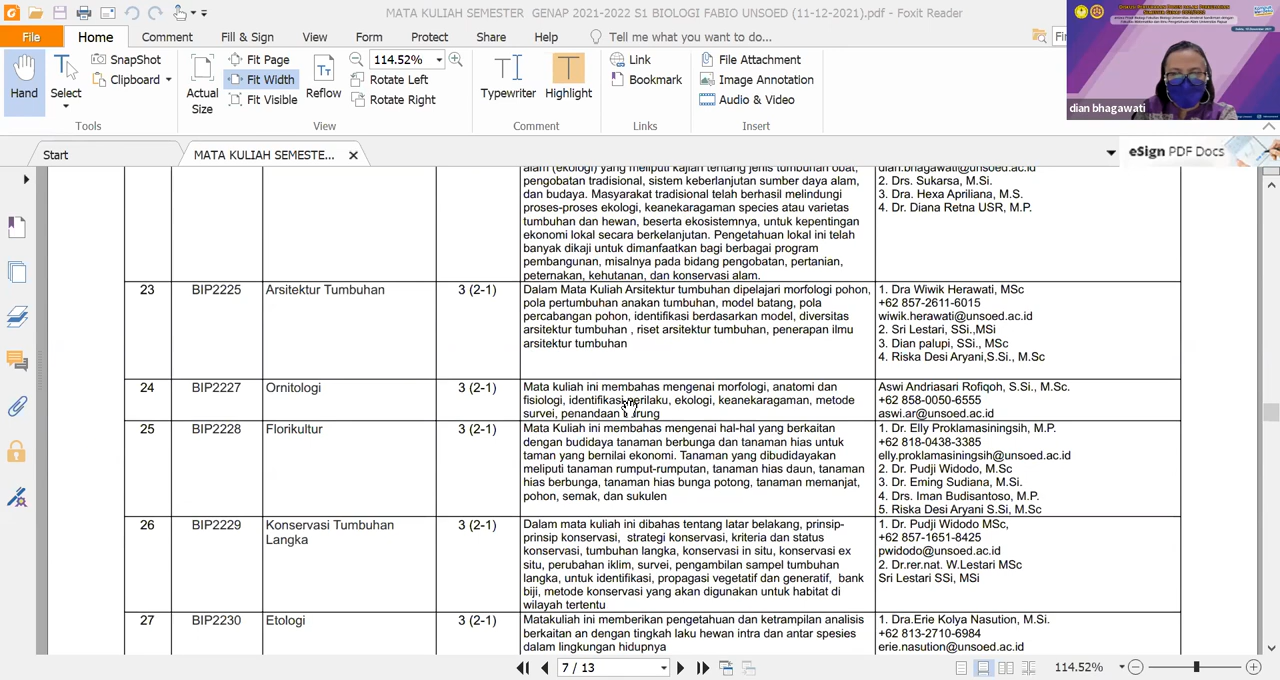 MATA KULIAH SEMESTER GENAP 2021-2022 S1 BIOLOGI FABIO UNSOED (11-12-2021).pdf - Foxit Reader
File
Home
Comment
Fill & Sign
View
Form
Help
Tell me what you want to do...
Hand
Select
SnapShot
Clipboard
Actual
Size
Fit Page
Fit Width
Fit Visible
Reflow
114.52%
Rotate Left
Rotate Right
Typewriter
Highlight
Link
Bookmark
File Attachment
Image Annotation
Audio & Video
Tools
View
Comment
Links
Insert
dian bhagawati
Start
MATA KULIAH SEMESTE...
eSign PDF Docs
pengobatan tradisional, sistem keberlanjutan sumber daya alam,
dan budaya. Masyarakat tradisional telah berhasil melindungi
proses-proses ekologi, keanekaragaman species atau varietas
tumbuhan dan hewan, beserta ekosistemnya, untuk kepentingan
ekonomi lokal secara berkelanjutan. Pengetahuan lokal ini telah
banyak dikaji untuk dimanfaatkan bagi berbagai program
pembangunan, misalnya pada bidang pengobatan, pertanian,
peternakan, kehutanan, dan konservasi alam.
dian.bhagawati@unsoed.ac.id
2. Drs. Sukarsa, M.Si.
3. Dra. Hexa Apriliana, M.S.
4. Dr. Diana Retna USR, M.P.
23
BIP2225
Arsitektur Tumbuhan
3 (2-1)
Dalam Mata Kuliah Arsitektur tumbuhan dipelajari morfologi pohon,
pola pertumbuhan anakan tumbuhan, model batang, pola
percabangan pohon, identifikasi berdasarkan model, diversitas
arsitektur tumbuhan , riset arsitektur tumbuhan, penerapan ilmu
arsitektur tumbuhan
1. Dra Wiwik Herawati, MSc
+62 857-2611-6015
wiwik.herawati@unsoed.ac.id
2. Sri Lestari, SSi.,MSi
3. Dian palupi, SSi., MSc
4. Riska Desi Aryani,S.Si., M.Sc
24
BIP2227
Ornitologi
3 (2-1)
Mata kuliah ini membahas mengenai morfologi, anatomi dan
fisiologi, identifikasi, perilaku, ekologi, keanekaragaman, metode
survei, penandaan burung
Aswi Andriasari Rofiqoh, S.Si., M.Sc.
+62 858-0050-6555
aswi.ar@unsoed.ac.id
25
BIP2228
Florikultur
3 (2-1)
Mata Kuliah ini membahas mengenai hal-hal yang berkaitan
dengan budidaya tanaman berbunga dan tanaman hias untuk
taman yang bernilai ekonomi. Tanaman yang dibudidayakan
meliputi tanaman rumput-rumputan, tanaman hias daun, tanaman
hias berbunga, tanaman hias bunga potong, tanaman memanjat,
pohon, semak, dan sukulen
1. Dr. Elly Proklamasiningsih, M.P.
+62 818-0438-3385
elly.proklamasiningsih@unsoed.ac.id
2. Dr. Pudji Widodo, M.Sc
3. Dr. Eming Sudiana, M.Si.
4. Drs. Iman Budisantoso, M.P.
5. Riska Desi Aryani S.Si, M.Sc
26
BIP2229
Konservasi Tumbuhan
Langka
3 (2-1)
Dalam mata kuliah ini dibahas tentang latar belakang, prinsip-
prinsip konservasi, strategi konservasi, kriteria dan status
konservasi, tumbuhan langka, konservasi in situ, konservasi ex
situ, perubahan iklim, survei, pengambilan sampel tumbuhan
langka, untuk identifikasi, propagasi vegetatif dan generatif, bank
biji, metode konservasi yang akan digunakan untuk habitat di
wilayah tertentu
1. Dr. Pudji Widodo MSc,
+62 857-1651-8425
pwidodo@unsoed.ac.id
2. Dr.rer.nat. W.Lestari MSc
Sri Lestari SSi, MSi
27
BIP2230
Etologi
3 (2-1)
Matakuliah ini memberikan pengetahuan dan ketrampilan analisis
berkaitan an dengan tingkah laku hewan intra dan antar spesies
dalam lingkungan hidupnya
1. Dra.Erie Kolya Nasution, M.Si.
+62 813-2710-6984
erie.nasution@unsoed.ac.id
7 / 13
114.52%